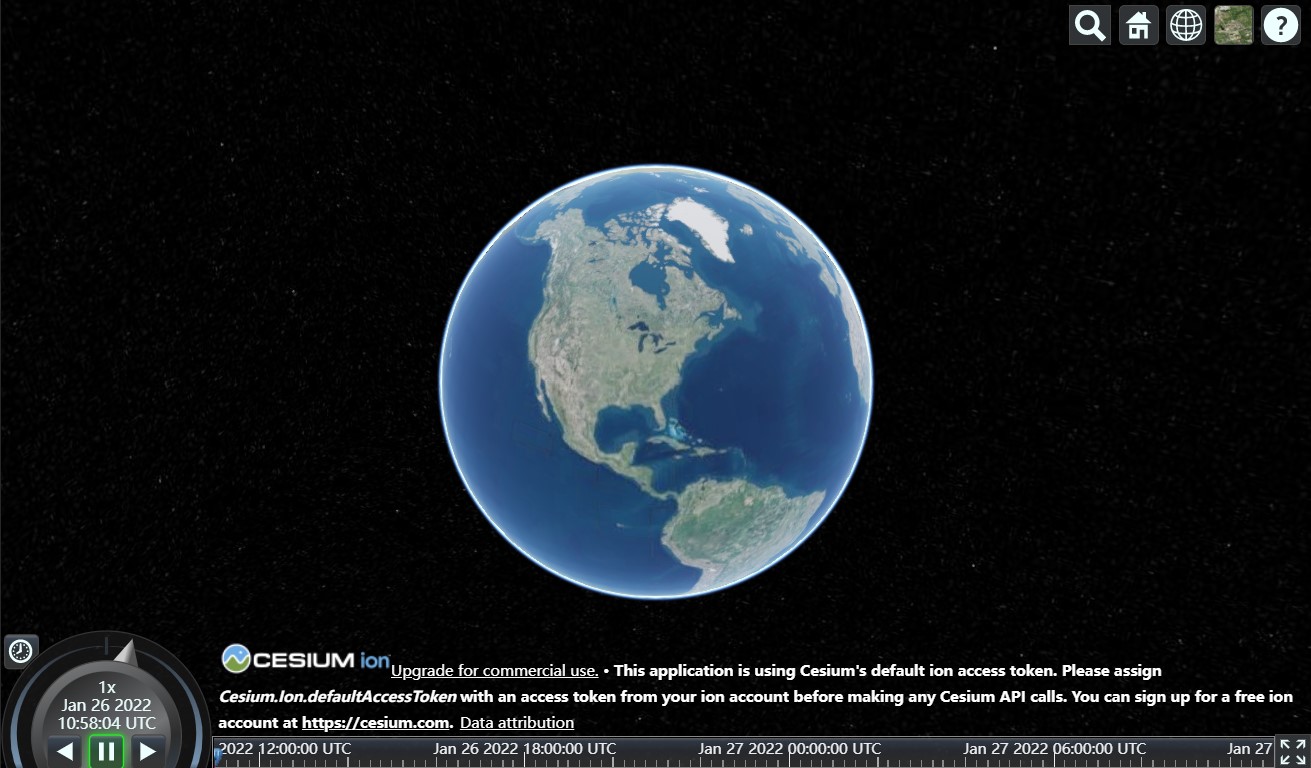 ?
CESIUM ion
Upgrade for commercial use. • This application is using Cesium's default ion access token. Please assign
Cesium.Ion.defaultAccessToken with an access token from your ion account before making any Cesium API calls. You can sign up for a free ion
account at https://cesium.com. Data attribution
1x
Jan 26 2022
10:58:04 UTC
2022 12:00:00 UTC Jan 26 2022 18:00:00 UTC Jan 27 2022 00:00:00 UTC Jan 27 2022 06:00:00 UTC Jan 27